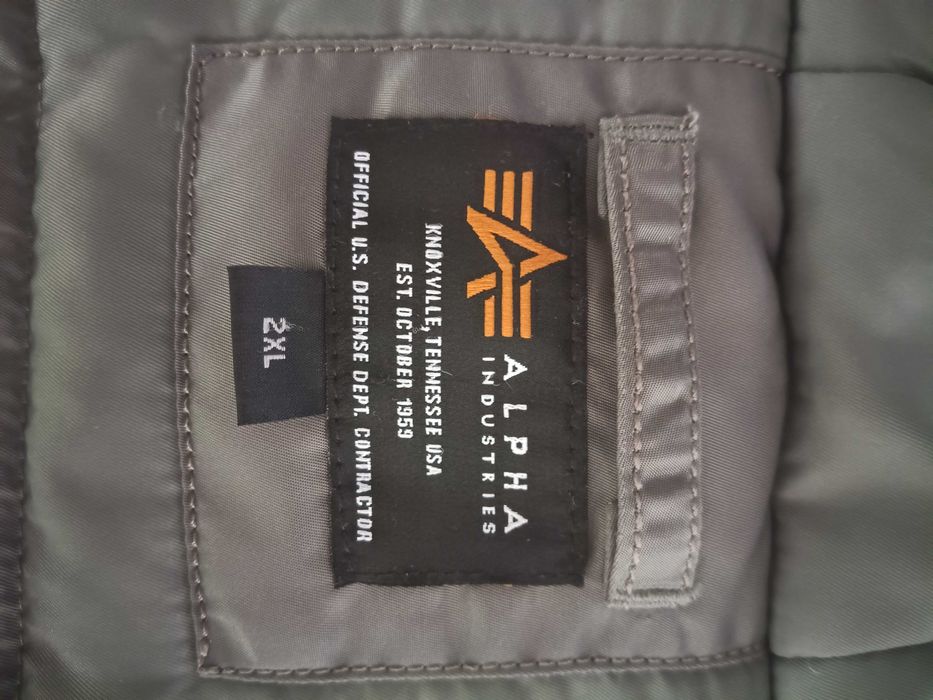 ALPHA
INDUSTRIES
KNOXVILLE, TENNESSEE USA
EST. OCTOBER 1959
OFFICIAL U.S. DEFENSE DEPT. CONTRACTOR
2XL